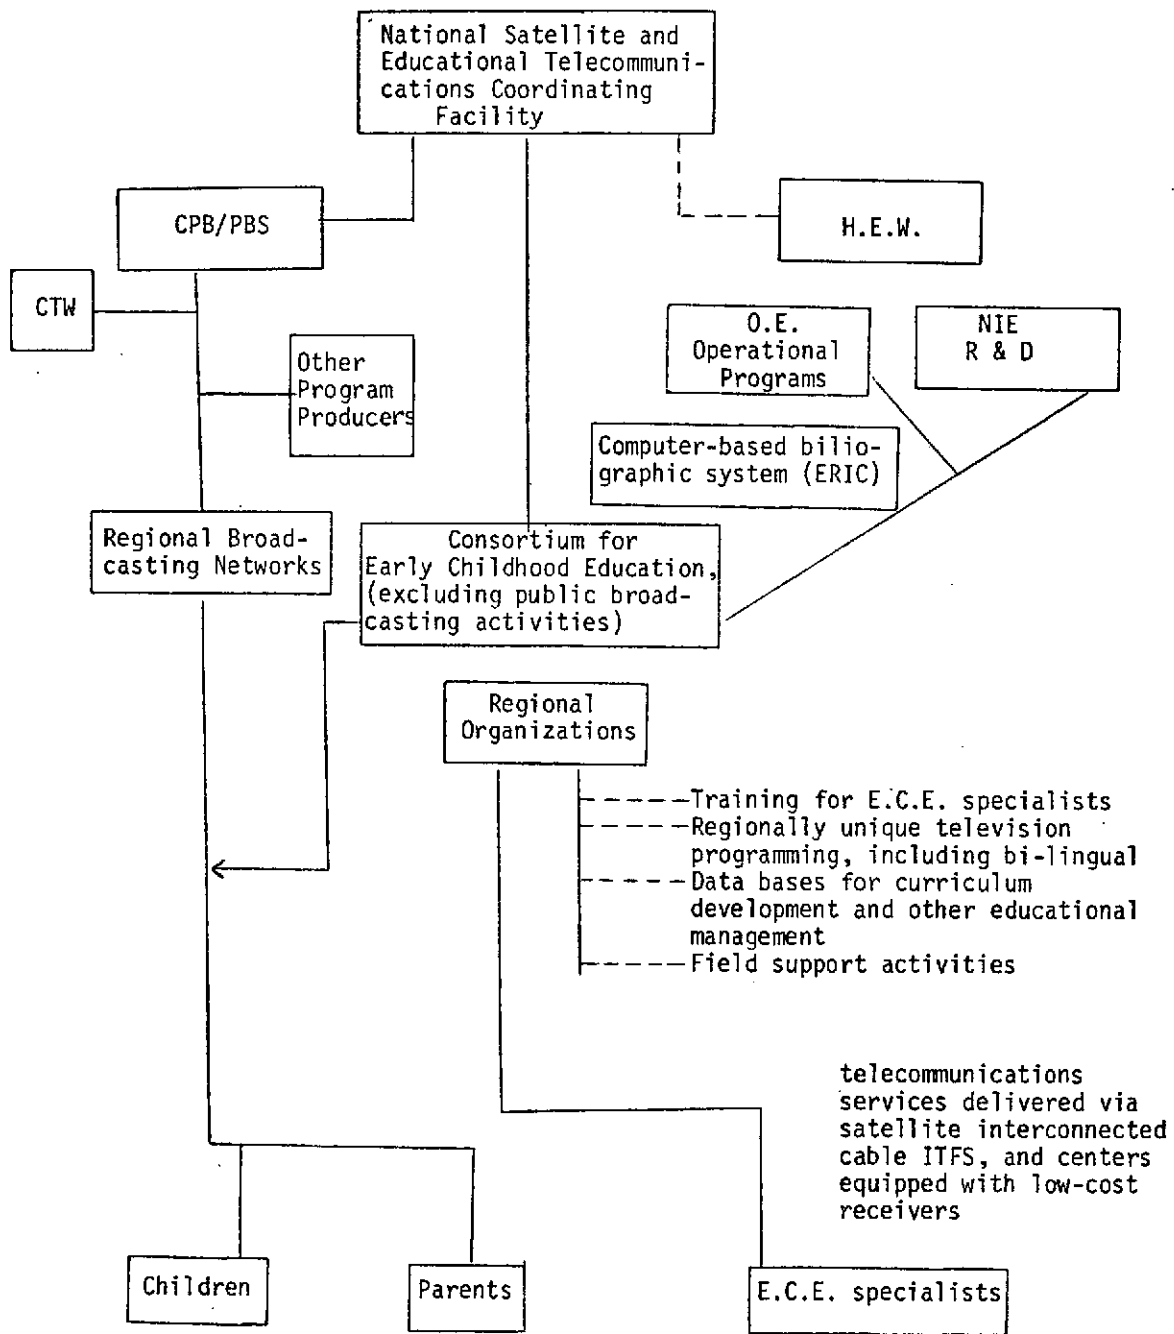 National Satellite and
Educational Telecommuni-
cations Coordinating
Facility
CPB/PBS
H.E.W.
CTW
Other
Program
Producers
O.E.
Operational
Programs
NIE
R & D
Computer-based bilio-
graphic system (ERIC)
Regional Broad-
casting Networks
Consortium for
Early Childhood Education,
(excluding public broad-
casting activities)
Regional
Organizations
Training for E.C.E. specialists
Regionally unique television
programming, including bi-lingual
Data bases for curriculum
development and other educational
management
Field support activities
telecommunications
services delivered via
satellite interconnected
cable ITFS, and centers
equipped with low-cost
receivers
Children
Parents
E.C.E. specialists